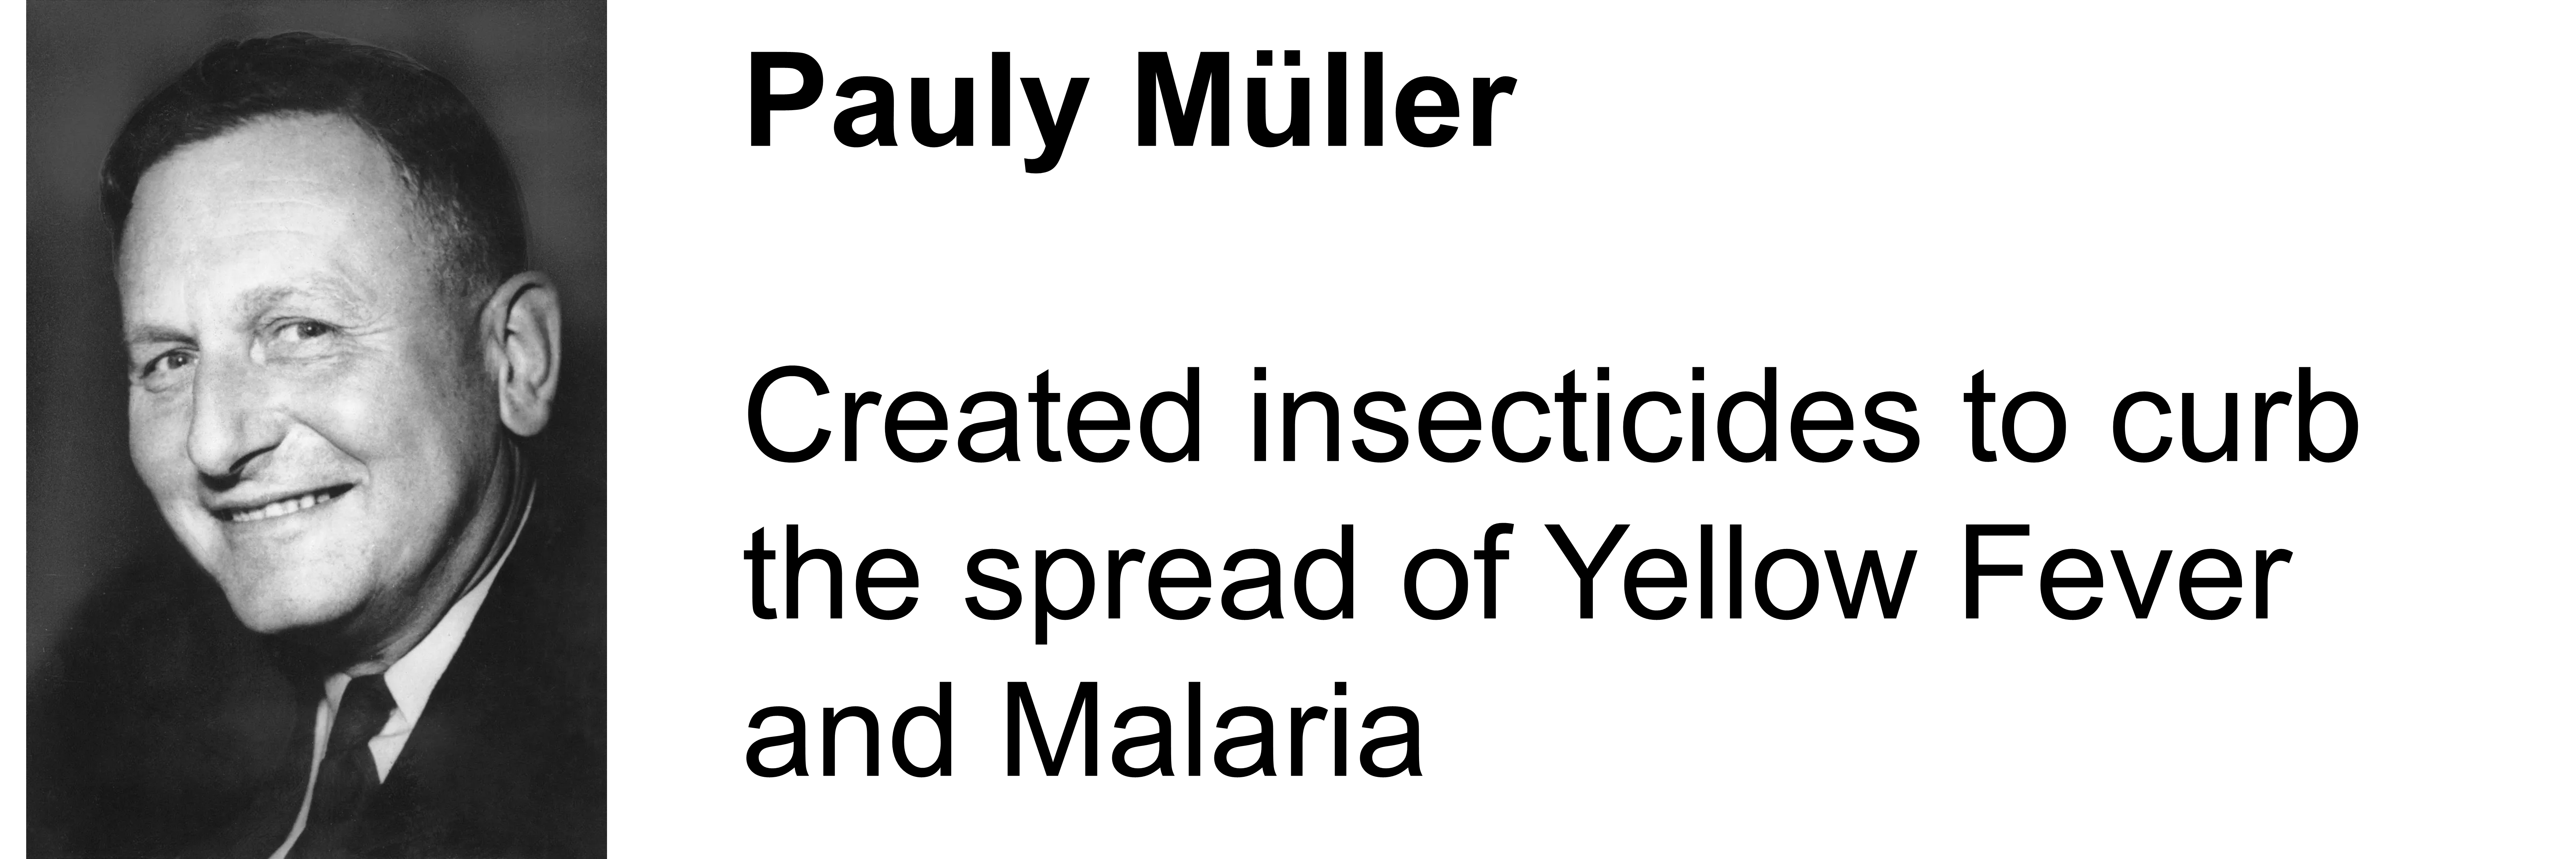 Pauly Müller
Created insecticides to curb
the spread of Yellow Fever
and Malaria